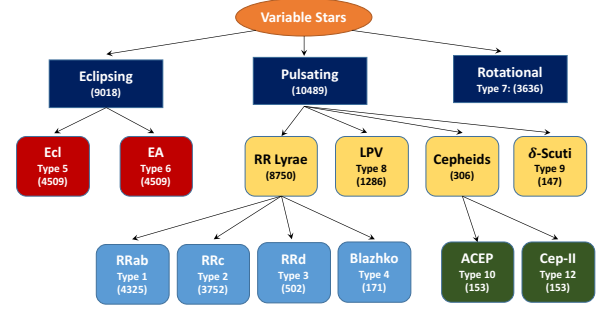 Variable Stars
Eclipsing
(9018)
Pulsating
(10489)
Rotational
Type 7: (3636)
Ecl
Type 5
(4509)
EA
Type 6
(4509)
RR Lyrae
(8750)
LPV
Type 8
(1286)
Cepheids
(306)
δ-Scuti
Type 9
(147)
RRab
Type 1
(4325)
RRc
Type 2
(3752)
RRd
Type 3
(502)
Blazhko
Type 4
(171)
ACEP
Type 10
(153)
Cep-II
Type 12
(153)